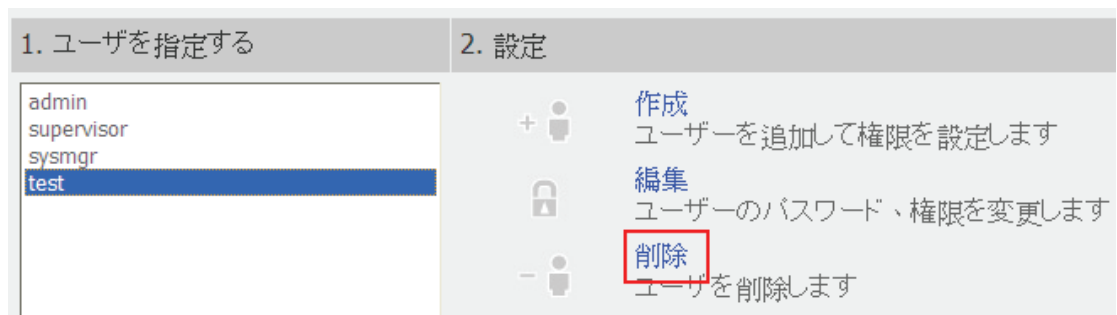 1. ユーザを指定する
2. 設定
admin
supervisor
sysmgr
test
作成
ユーザーを追加して権限を設定します
編集
ユーザーのパスワード、権限を変更します
削除
ユーザを削除します